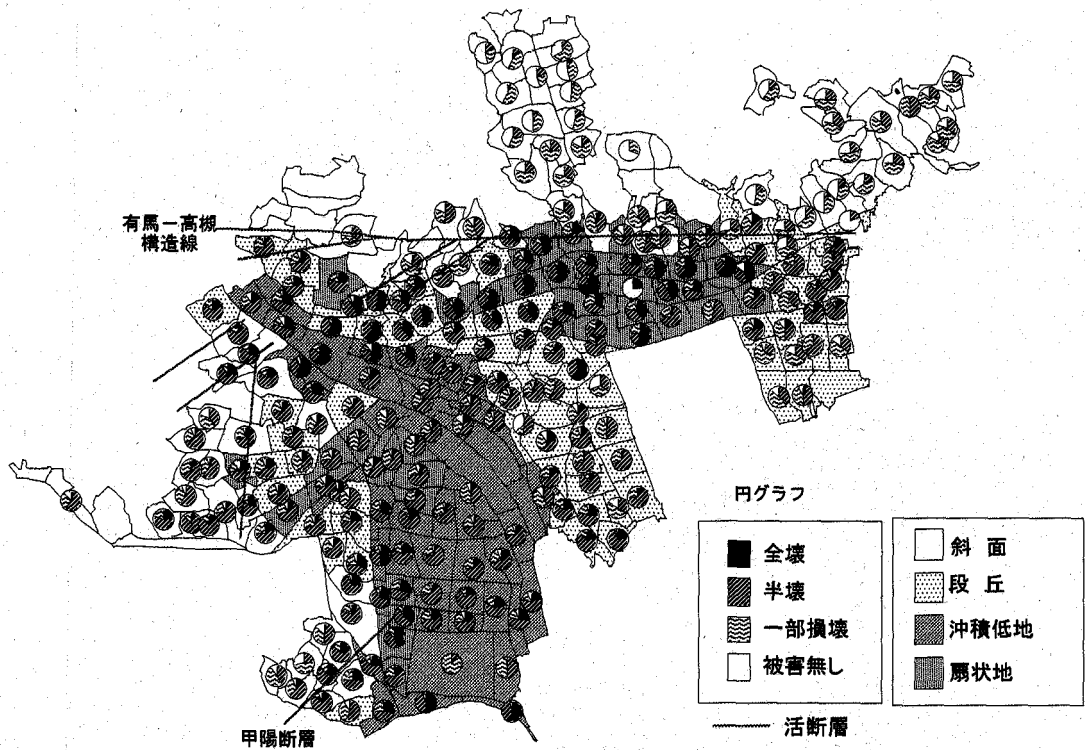 有馬－高槻
構造線
円グラフ
全壊
半壊
一部損壊
被害無し
斜面
段丘
沖積低地
扇状地
活断層
甲陽断層